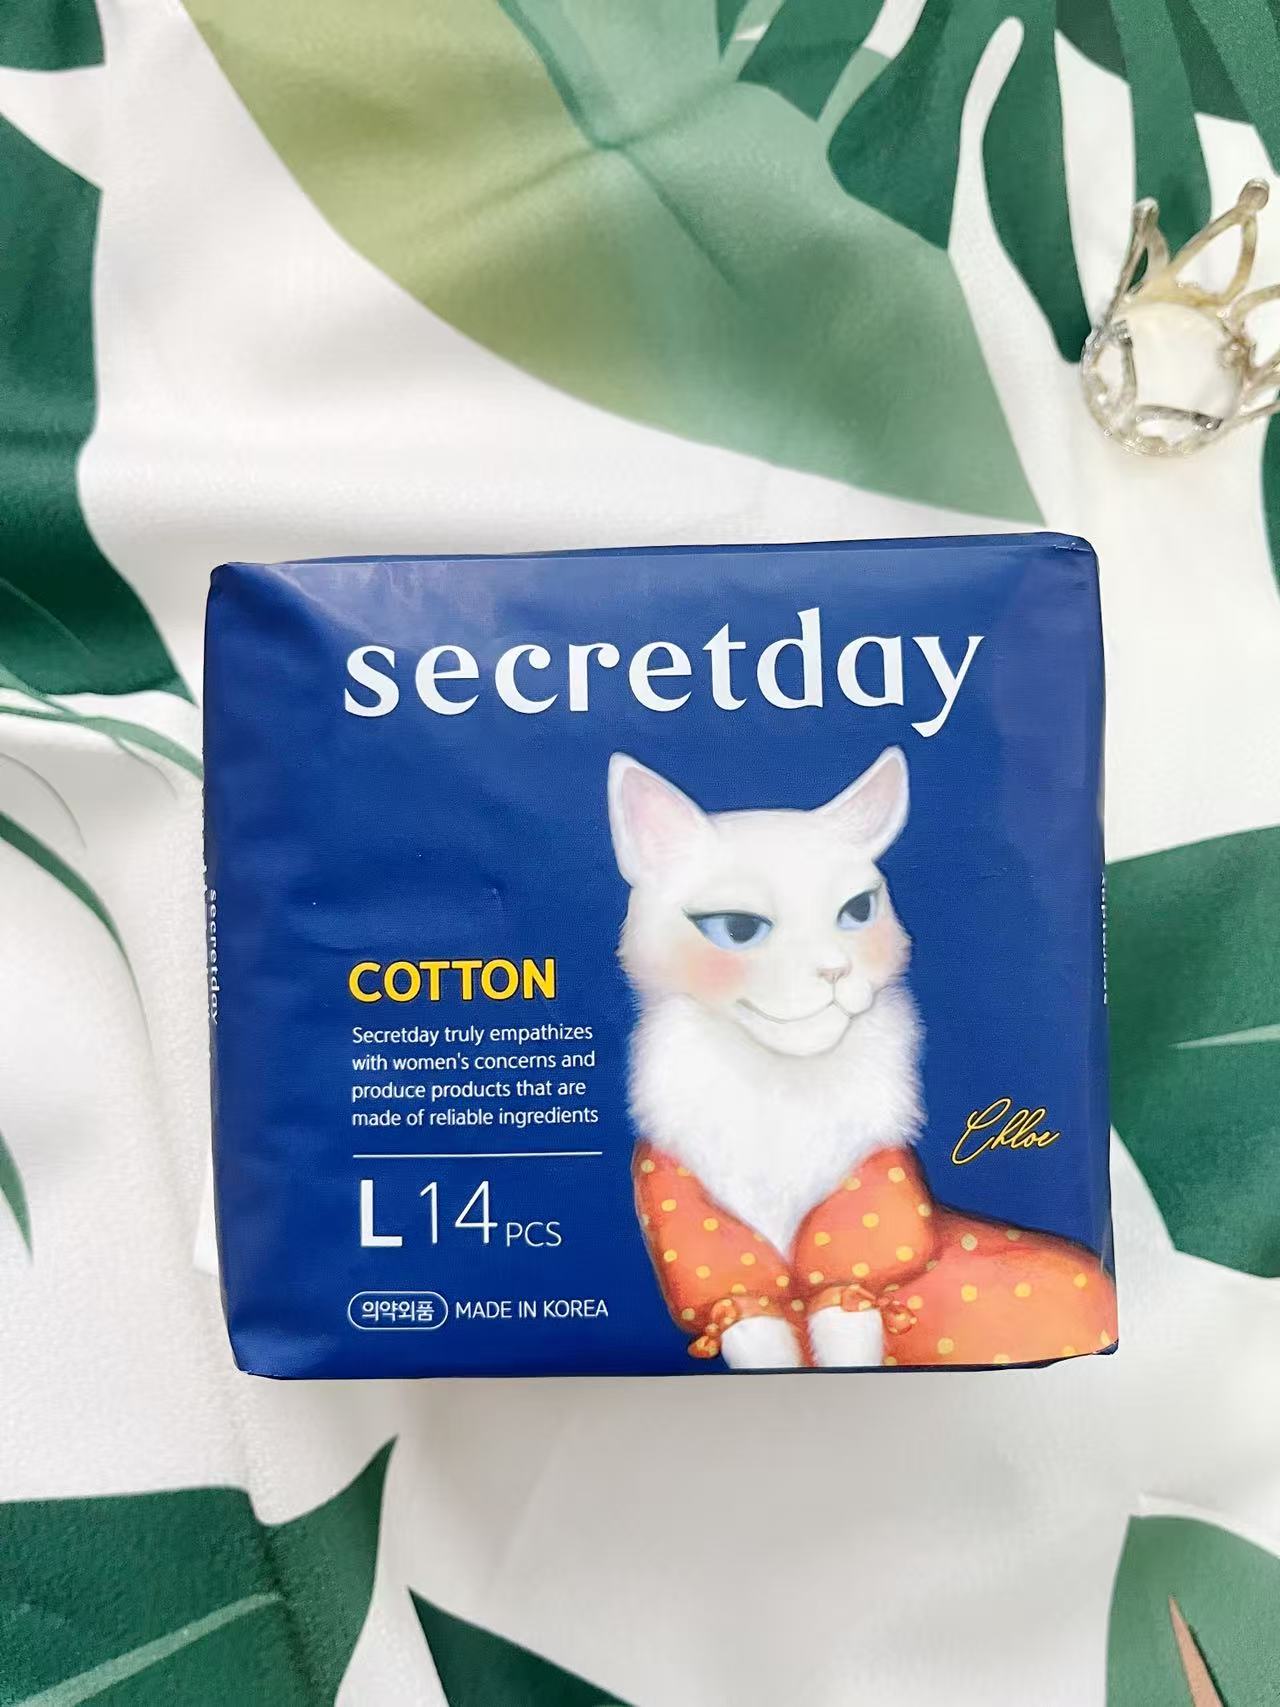 secretday
COTTON
Secretday truly empathizes
with women's concerns and
produce products that are
made of reliable ingredients
Chloe
L 14 PCS
의약외품 MADE IN KOREA
secretday